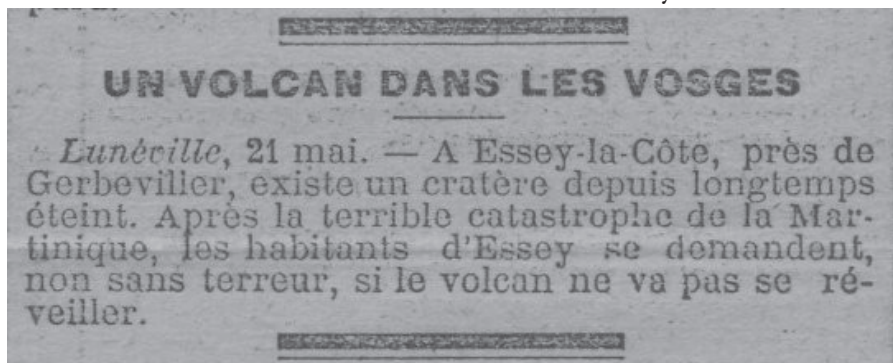 UN VOLCAN DANS LES VOSGES
Lunéville, 21 mai. — A Essey-la-Côte, près de
Gerbeviller, existe un cratère depuis longtemps
éteint. Après la terrible catastrophe de la Mar-
tinique, les habitants d'Essey se demandent,
non sans terreur, si le volcan ne va pas se ré-
veiller.